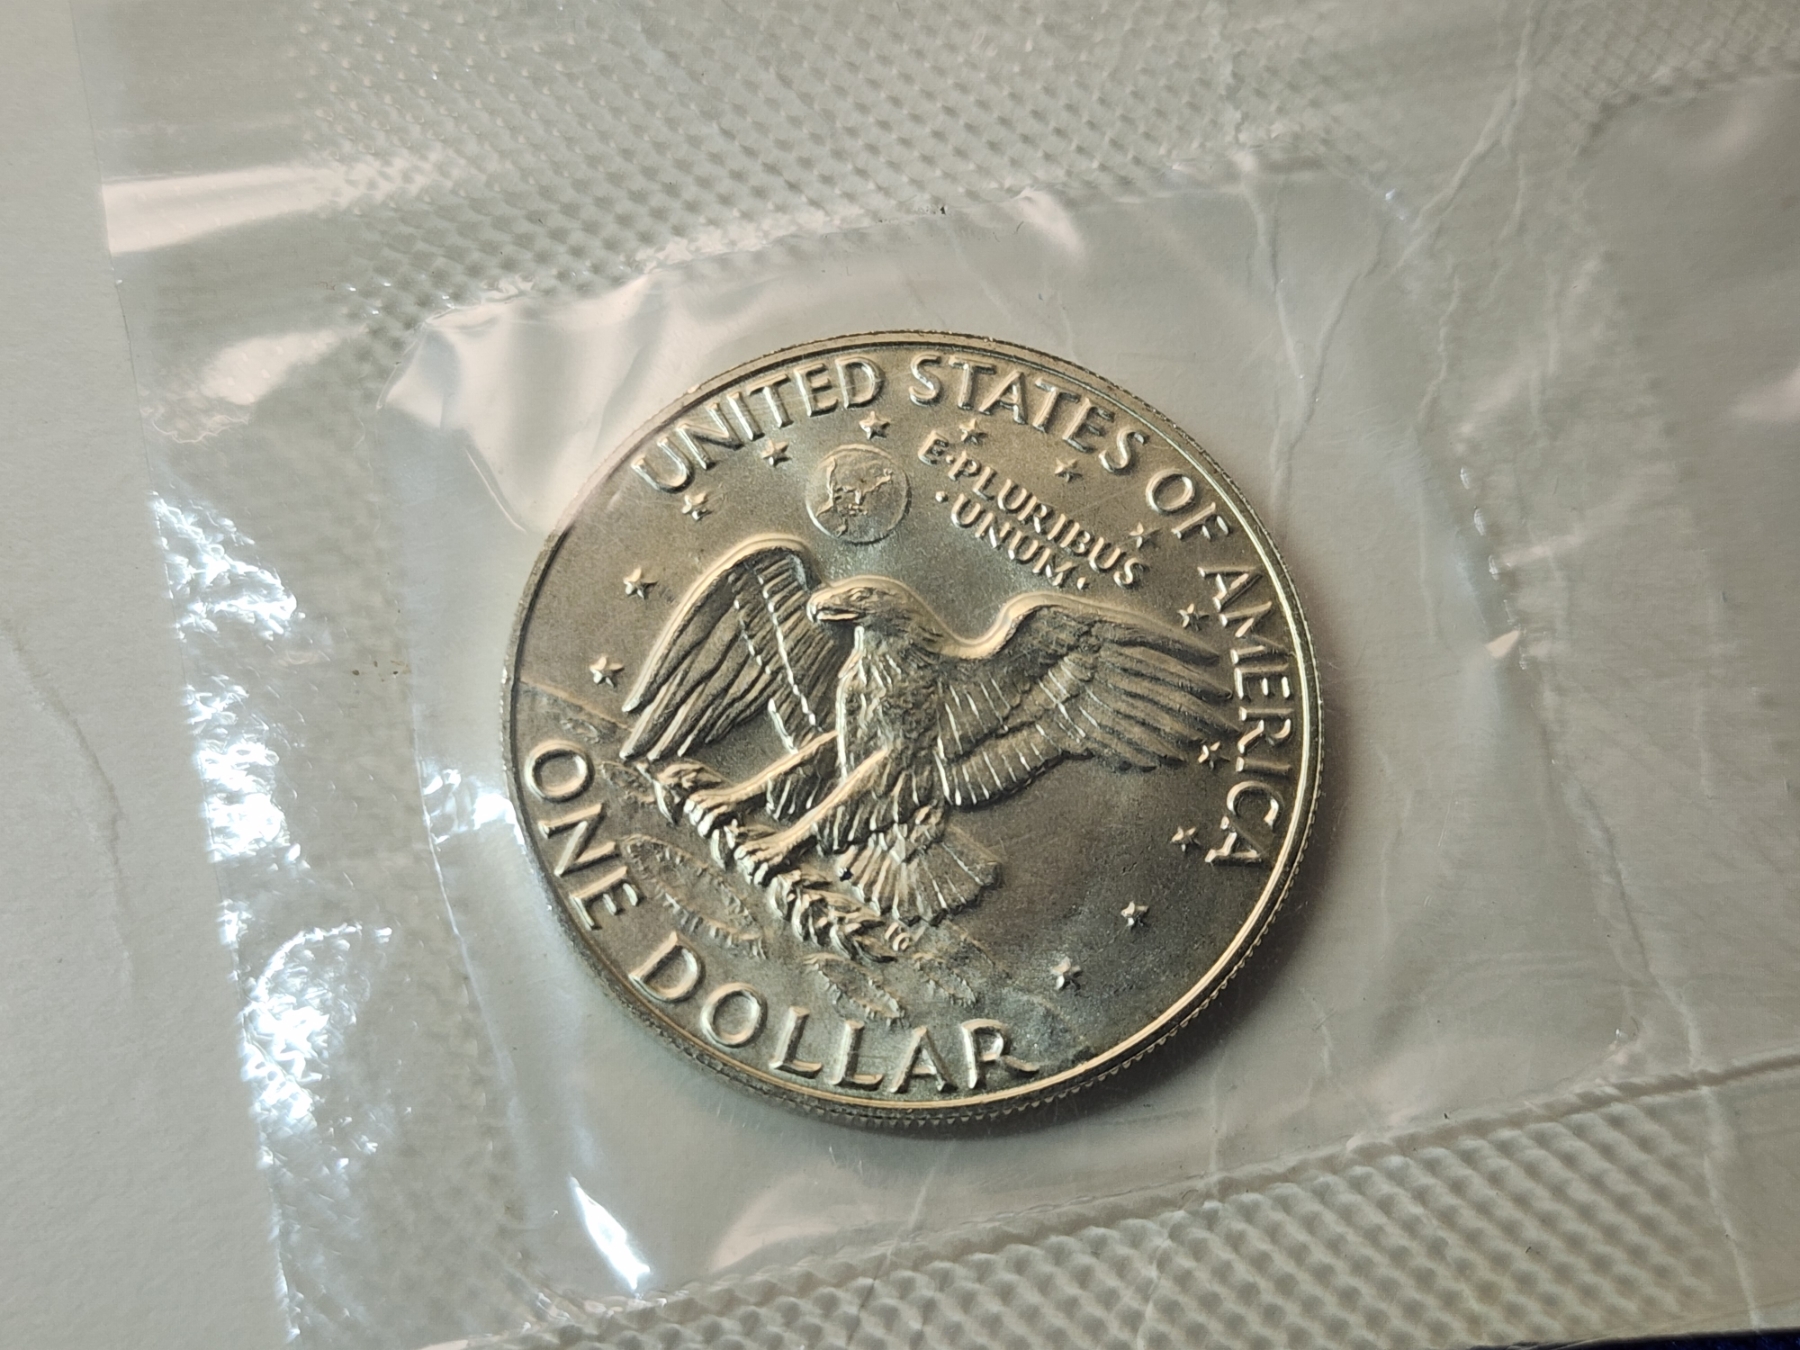 UNITED STATES OF AMERICA
E·PLURIBUS
·UNUM·
ONE DOLLAR